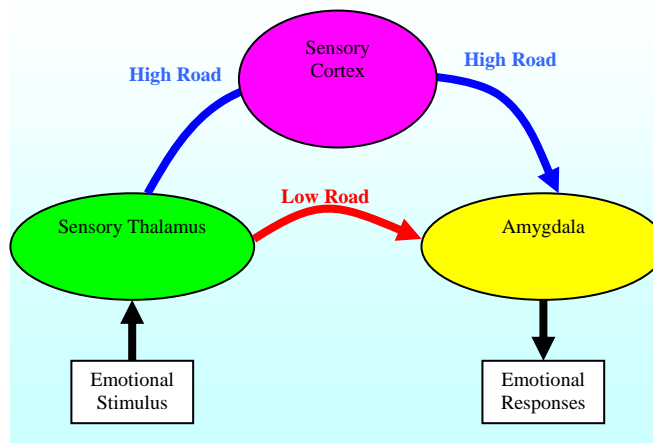 Sensory
Cortex
High Road
High Road
Low Road
Sensory Thalamus
Amygdala
Emotional
Stimulus
Emotional
Responses